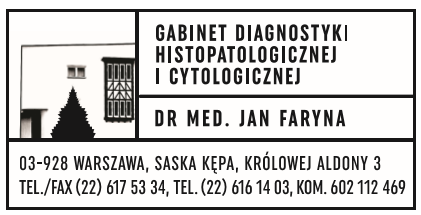 GABINET DIAGNOSTYKI
HISTOPATOLOGICZNEJ
I CYTOLOGICZNEJ
DR MED. JAN FARYNA
03-928 WARSZAWA, SASKA KĘPA, KRÓLOWEJ ALDONY 3
TEL./FAX (22) 617 53 34, TEL. (22) 616 14 03, KOM. 602 112 469